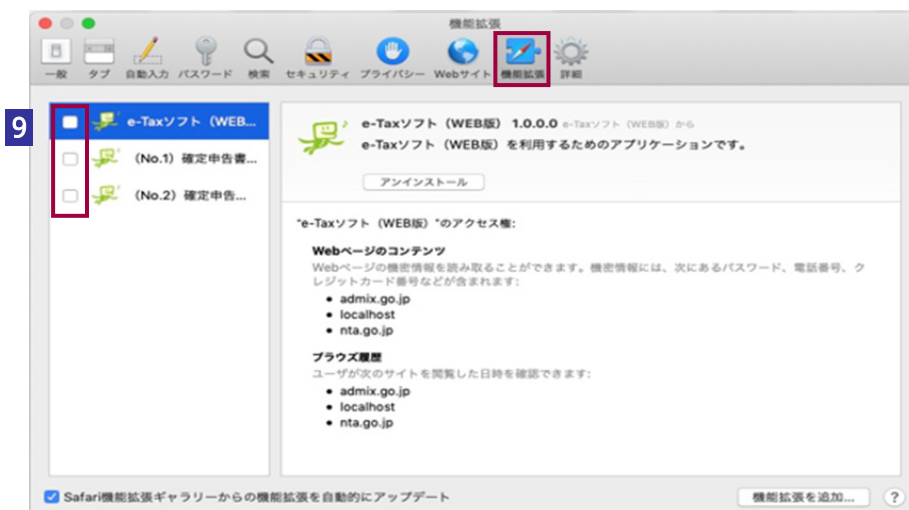 機能拡張
一般 タブ 自動入力 パスワード 検索 セキュリティ プライバシー Webサイト 機能拡張 詳細
9
e-Taxソフト（WEB...
（No.1）確定申告書...
（No.2）確定申告...
e-Taxソフト（WEB版） 1.0.0.0 e-Taxソフト（WEB版）から
e-Taxソフト（WEB版）を利用するためのアプリケーションです。
アンインストール
"e-Taxソフト（WEB版）"のアクセス権:
Webページのコンテンツ
Webページの機密情報を読み取ることができます。機密情報には、次にあるパスワード、電話番号、ク
レジットカード番号などが含まれます:
• admix.go.jp
• localhost
• nta.go.jp
ブラウズ履歴
ユーザが次のサイトを閲覧した日時を確認できます:
• admix.go.jp
• localhost
• nta.go.jp
Safari機能拡張ギャラリーからの機能拡張を自動的にアップデート
機能拡張を追加... ?